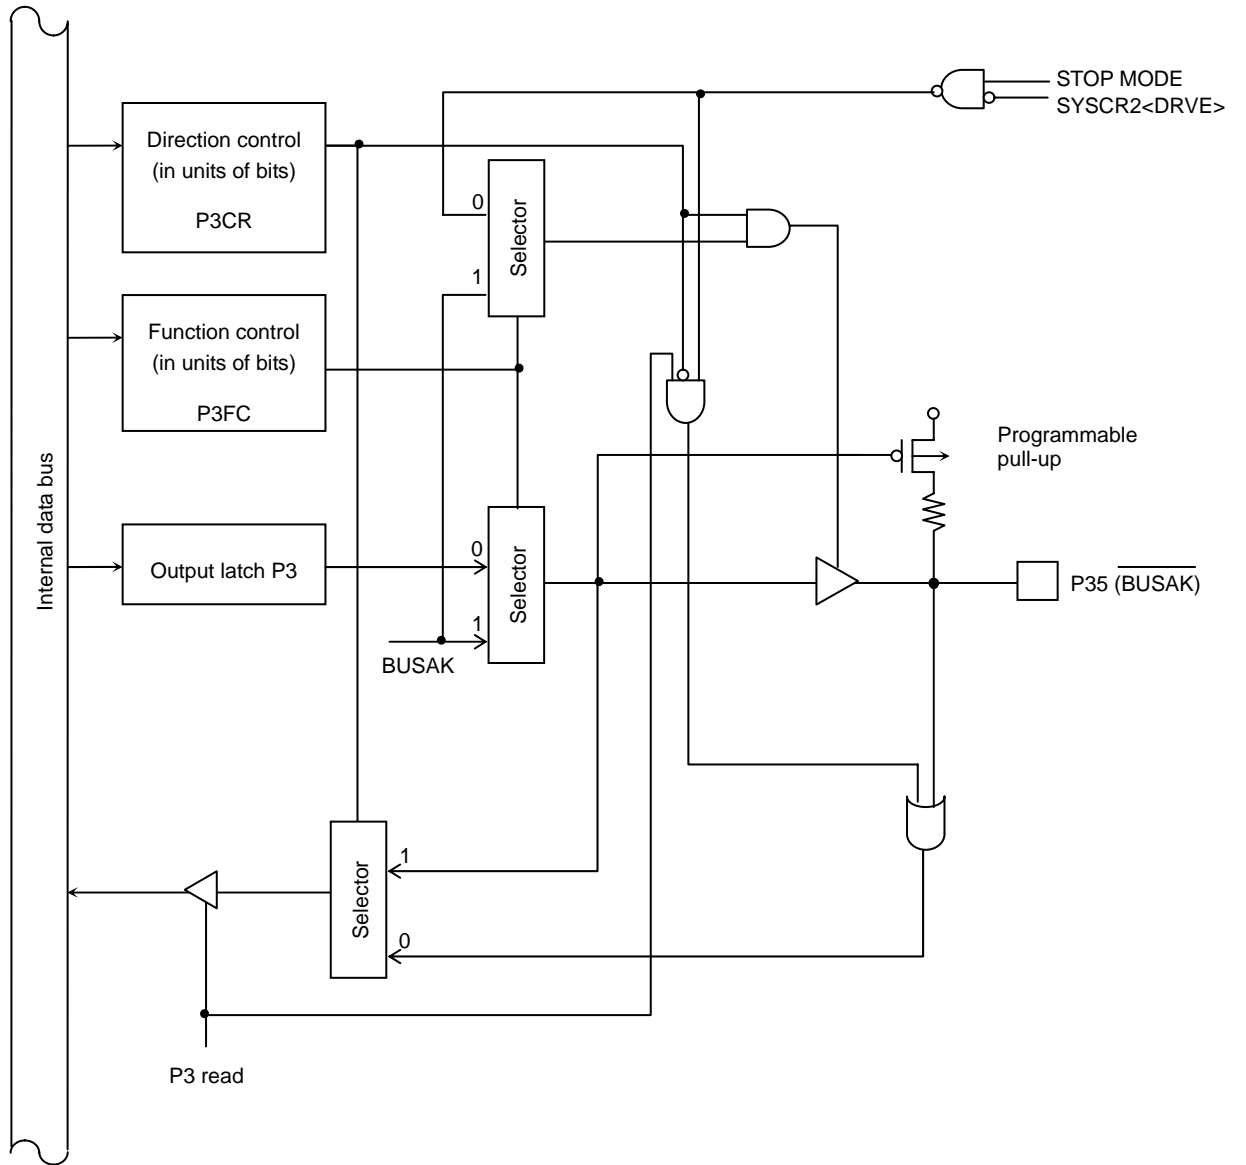 STOP MODE
SYSCR2<DRVE>
Direction control
(in units of bits)
P3CR
0
Selector
1
Function control
(in units of bits)
P3FC
Programmable
pull-up
Internal data bus
Output latch P3
0
Selector
1
BUSAK
P35 (BUSAK)
Selector
1
0
P3 read